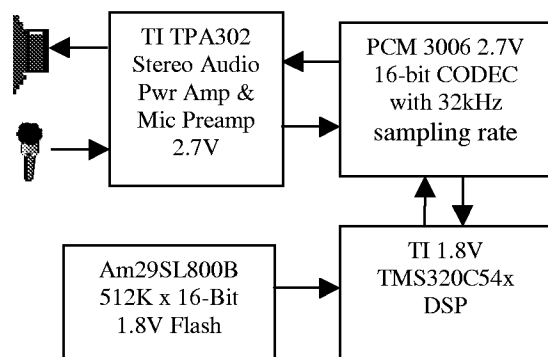 TI TPA302
Stereo Audio
Pwr Amp &
Mic Preamp
2.7V
PCM 3006 2.7V
16-bit CODEC
with 32kHz
sampling rate
Am29SL800B
512K x 16-Bit
1.8V Flash
TI 1.8V
TMS320C54x
DSP